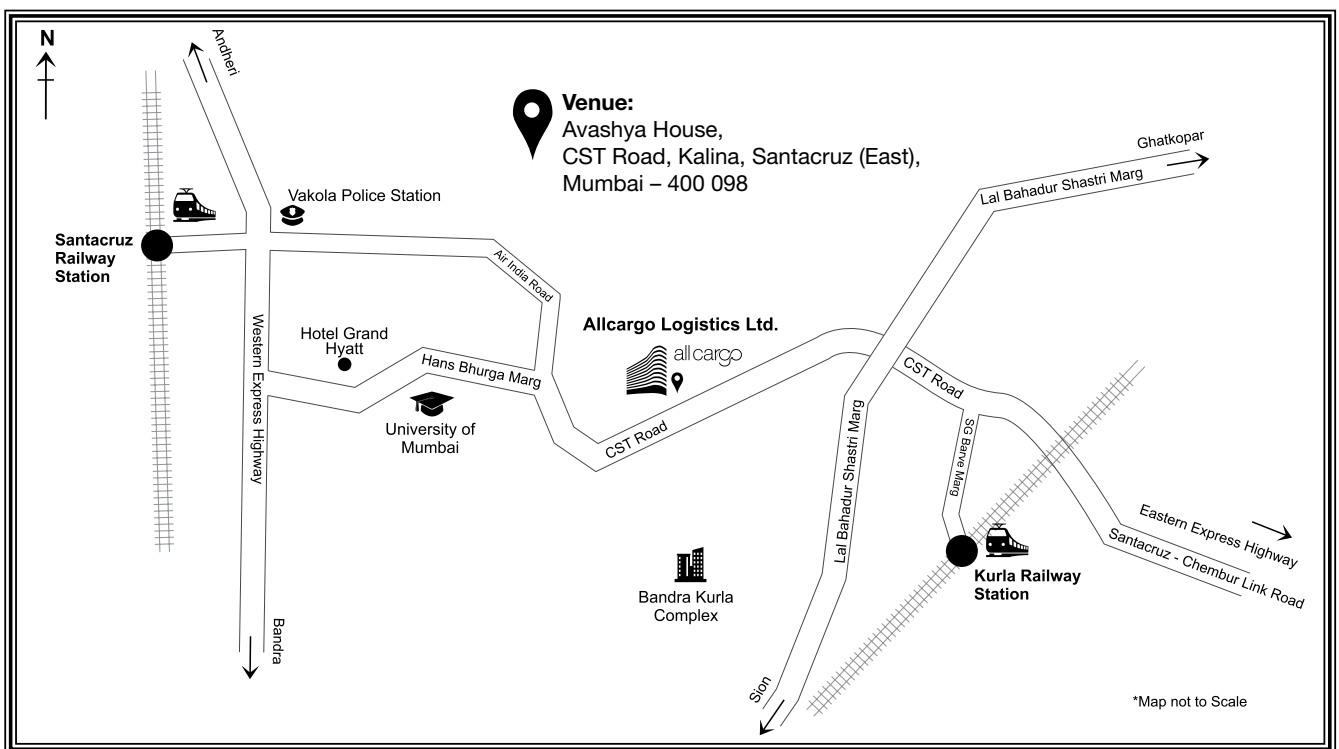 N
Andheri
Venue:
Avashya House,
CST Road, Kalina, Santacruz (East),
Mumbai – 400 098
Ghatkopar
Lal Bahadur Shastri Marg
Vakola Police Station
Santacruz
Railway
Station
Air India Road
Western Express Highway
Hotel Grand
Hyatt
Hans Bhurga Marg
Allcargo Logistics Ltd.
allcargo
University of
Mumbai
CST Road
CST Road
SG Barve Marg
Lal Bahadur Shastri Marg
Eastern Express Highway
Santacruz - Chembur Link Road
Kurla Railway
Station
Bandra Kurla
Complex
Bandra
Sion
*Map not to Scale